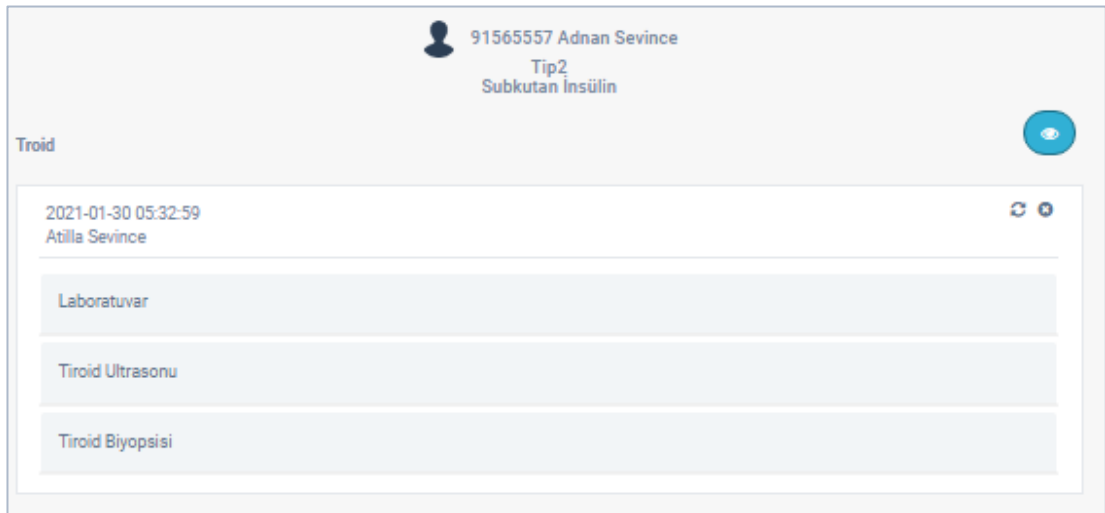 91565557 Adnan Sevince
Tip2
Subkutan İnsülin
Troid
2021-01-30 05:32:59
Atilla Sevince
Laboratuvar
Tiroid Ultrasonu
Tiroid Biyopsisi